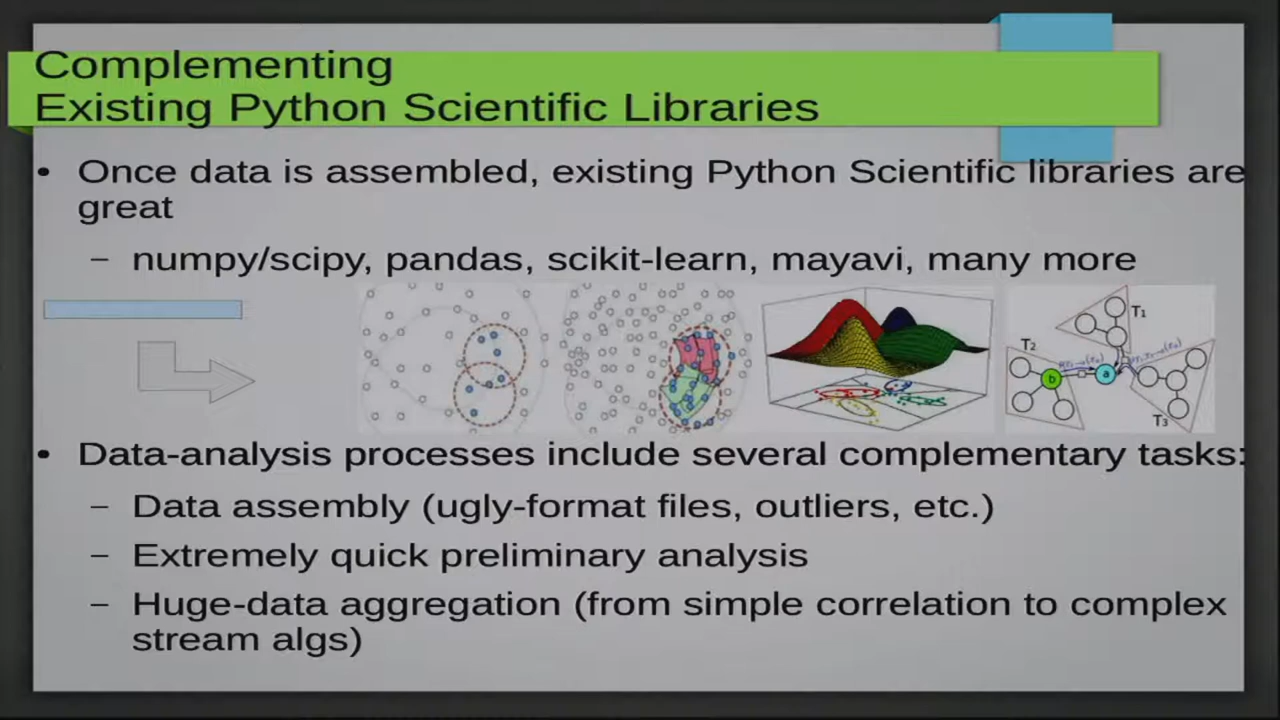 Complementing
Existing Python Scientific Libraries
• Once data is assembled, existing Python Scientific libraries are
great
– numpy/scipy, pandas, scikit-learn, mayavi, many more
T1
T2
b
a
T3
• Data-analysis processes include several complementary tasks:
– Data assembly (ugly-format files, outliers, etc.)
– Extremely quick preliminary analysis
– Huge-data aggregation (from simple correlation to complex
stream algs)